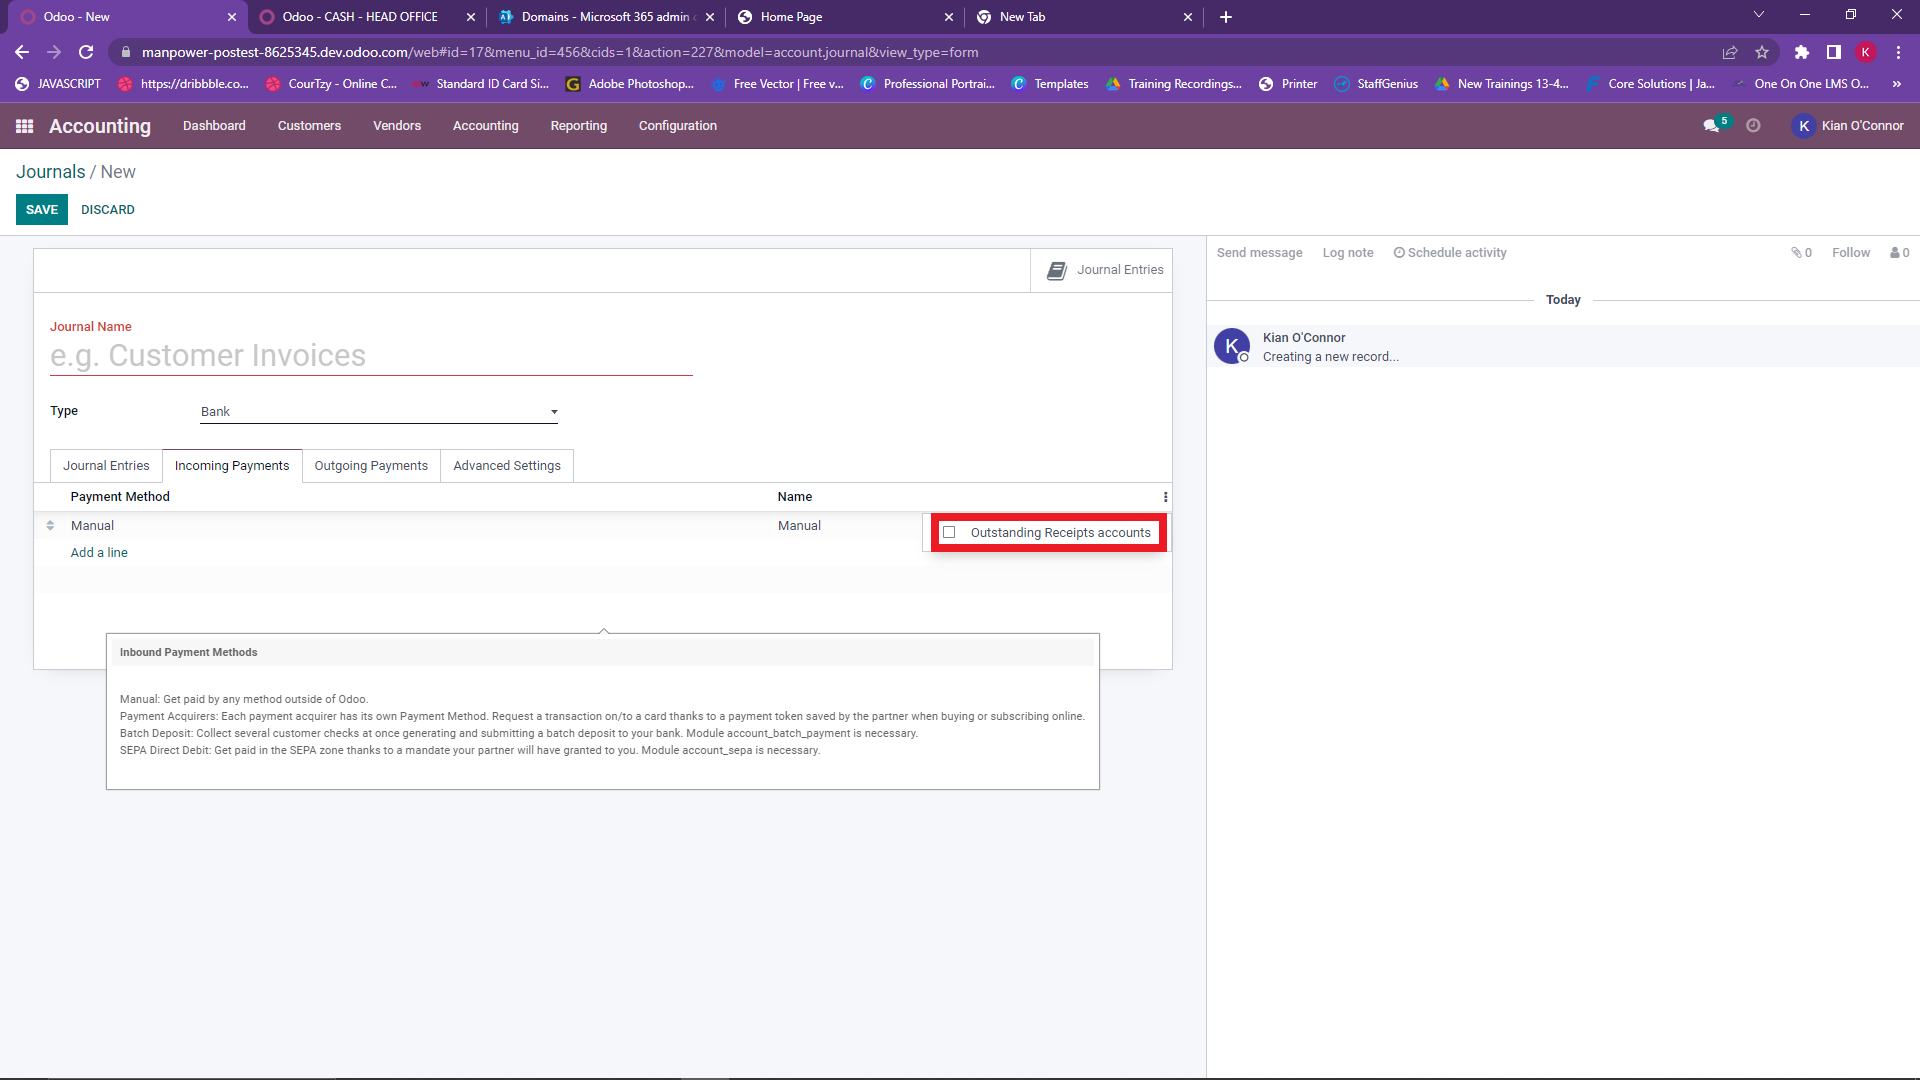 Odoo - New
Odoo - CASH - HEAD OFFICE
Domains - Microsoft 365 admin
Home Page
New Tab
manpower-postest-8625345.dev.odoo.com/web#id=17&menu_id=456&cids=1&action=227&model=account.journal&view_type=form
K
JAVASCRIPT
https://dribbble.co...
CourTzy - Online C...
Standard ID Card Si...
Adobe Photoshop...
Free Vector | Free v...
Professional Portrai...
Templates
Training Recordings...
Printer
StaffGenius
New Trainings 13-4...
Core Solutions | Ja...
One On One LMS O...
»
Accounting
Dashboard
Customers
Vendors
Accounting
Reporting
Configuration
5
K
Kian O'Connor
Journals / New
SAVE
DISCARD
Journal Entries
Send message
Log note
Schedule activity
0
Follow
0
Today
K
Kian O'Connor
Creating a new record...
Journal Name
e.g. Customer Invoices
Type
Bank
Journal Entries
Incoming Payments
Outgoing Payments
Advanced Settings
Payment Method
Name
Manual
Manual
Outstanding Receipts accounts
Add a line
Inbound Payment Methods
Manual: Get paid by any method outside of Odoo.
Payment Acquirers: Each payment acquirer has its own Payment Method. Request a transaction on/to a card thanks to a payment token saved by the partner when buying or subscribing online.
Batch Deposit: Collect several customer checks at once generating and submitting a batch deposit to your bank. Module account_batch_payment is necessary.
SEPA Direct Debit: Get paid in the SEPA zone thanks to a mandate your partner will have granted to you. Module account_sepa is necessary.